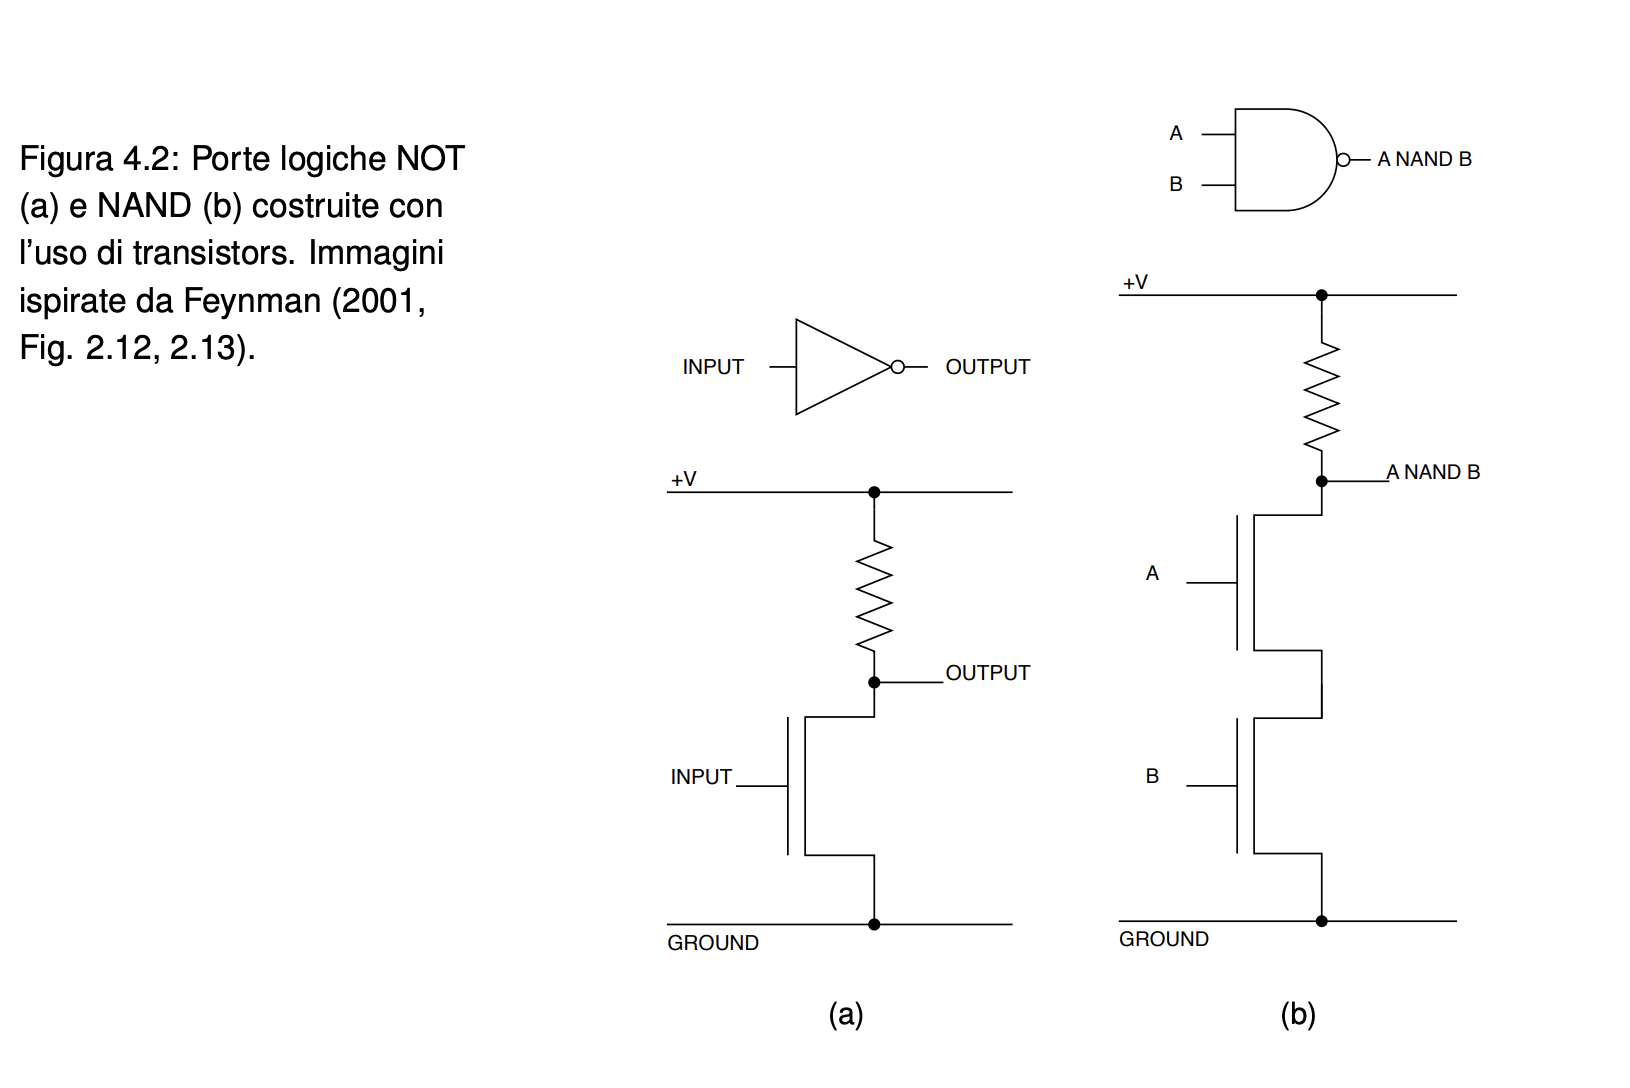 Figura 4.2: Porte logiche NOT
(a) e NAND (b) costruite con
l'uso di transistors. Immagini
ispirate da Feynman (2001,
Fig. 2.12, 2.13).
INPUT
OUTPUT
+V
OUTPUT
INPUT
GROUND
(a)
A
B
A NAND B
+V
A NAND B
A
B
GROUND
(b)